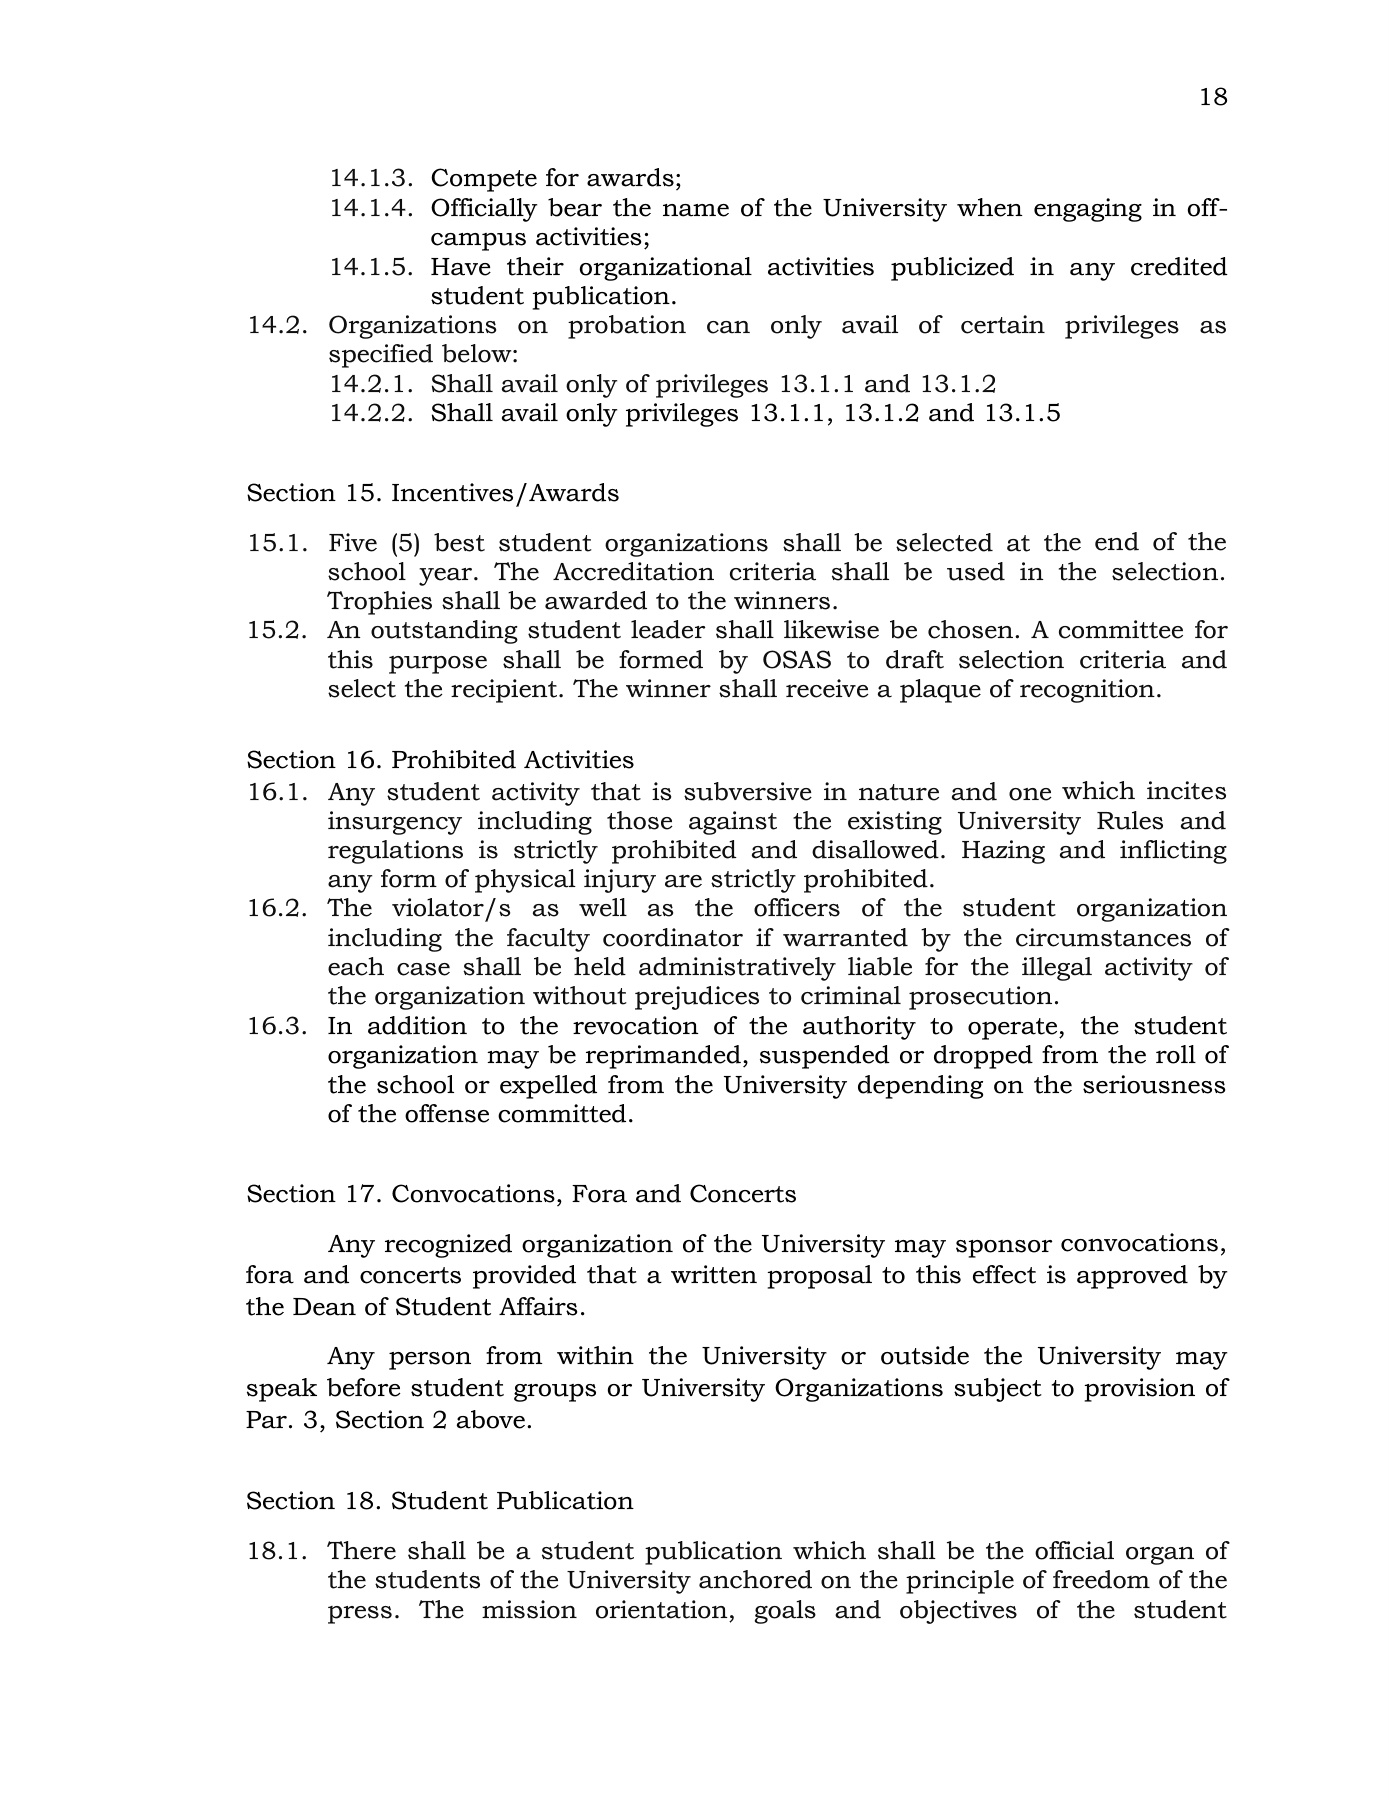 18
14.1.3. Compete for awards;
14.1.4. Officially bear the name of the University when engaging in off-
campus activities;
14.1.5. Have their organizational activities publicized in any credited
student publication.
14.2. Organizations on probation can only avail of certain privileges as
specified below:
14.2.1. Shall avail only of privileges 13.1.1 and 13.1.2
14.2.2. Shall avail only privileges 13.1.1, 13.1.2 and 13.1.5
Section 15. Incentives/Awards
15.1. Five (5) best student organizations shall be selected at the end of the
school year. The Accreditation criteria shall be used in the selection.
Trophies shall be awarded to the winners.
15.2. An outstanding student leader shall likewise be chosen. A committee for
this purpose shall be formed by OSAS to draft selection criteria and
select the recipient. The winner shall receive a plaque of recognition.
Section 16. Prohibited Activities
16.1. Any student activity that is subversive in nature and one which incites
insurgency including those against the existing University Rules and
regulations is strictly prohibited and disallowed. Hazing and inflicting
any form of physical injury are strictly prohibited.
16.2. The violator/s as well as the officers of the student organization
including the faculty coordinator if warranted by the circumstances of
each case shall be held administratively liable for the illegal activity of
the organization without prejudices to criminal prosecution.
16.3. In addition to the revocation of the authority to operate, the student
organization may be reprimanded, suspended or dropped from the roll of
the school or expelled from the University depending on the seriousness
of the offense committed.
Section 17. Convocations, Fora and Concerts
Any recognized organization of the University may sponsor convocations,
fora and concerts provided that a written proposal to this effect is approved by
the Dean of Student Affairs.
Any person from within the University or outside the University may
speak before student groups or University Organizations subject to provision of
Par. 3, Section 2 above.
Section 18. Student Publication
18.1. There shall be a student publication which shall be the official organ of
the students of the University anchored on the principle of freedom of the
press. The mission orientation, goals and objectives of the student